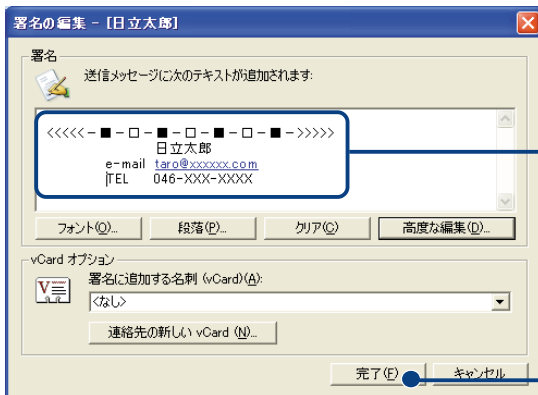 署名の編集 - [日立太郎]
署名
送信メッセージに次のテキストが追加されます:
<<<<<-■-□-■-□-■-□-■->>>>>
日立太郎
e-mail taro@xxxxxx.com
TEL 046-XXX-XXXX
フォント(O)... 段落(P)... クリア(C) 高度な編集(D)...
vCard オプション
署名に追加する名刺 (vCard)(A):
<なし>
連絡先の新しい vCard (N)...
完了(F) キャンセル